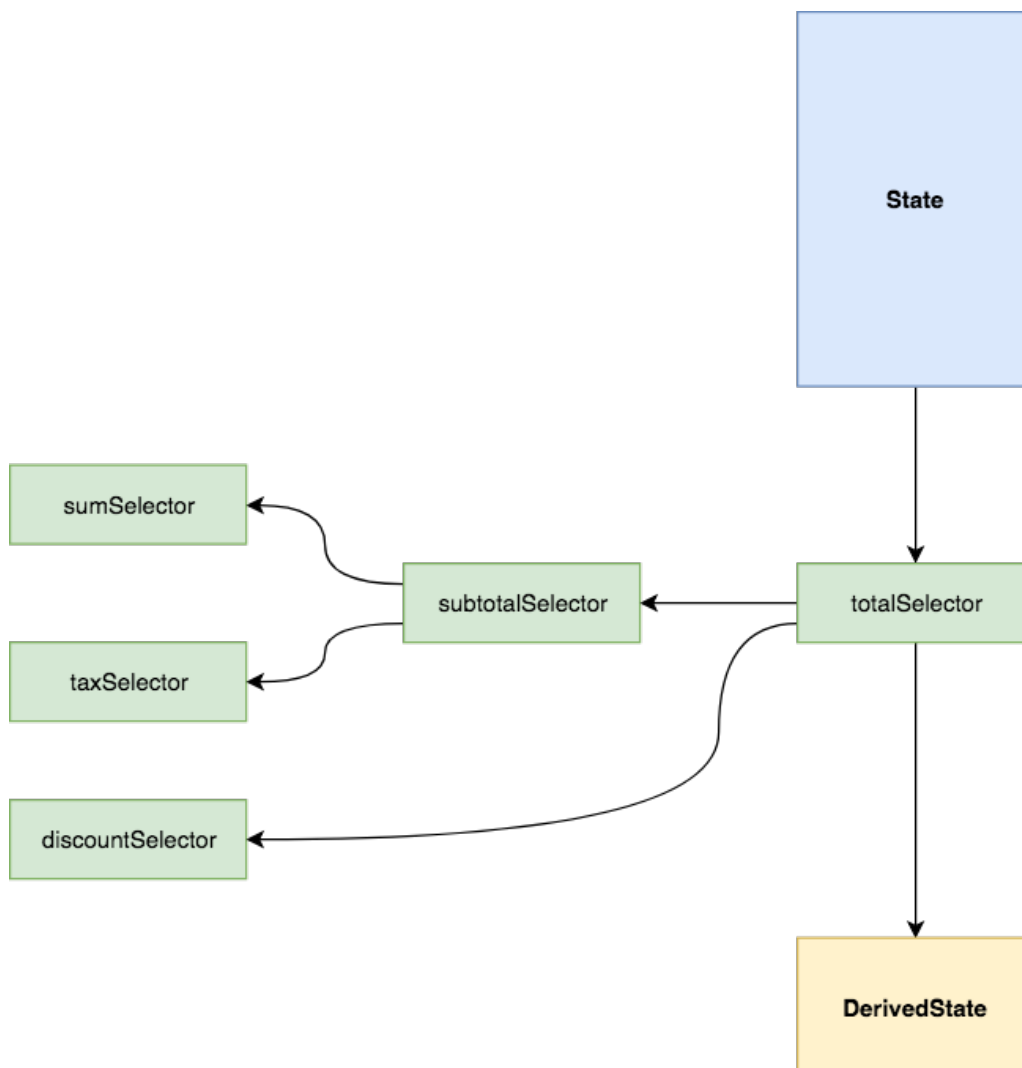 State
sumSelector
subtotalSelector
totalSelector
taxSelector
discountSelector
DerivedState